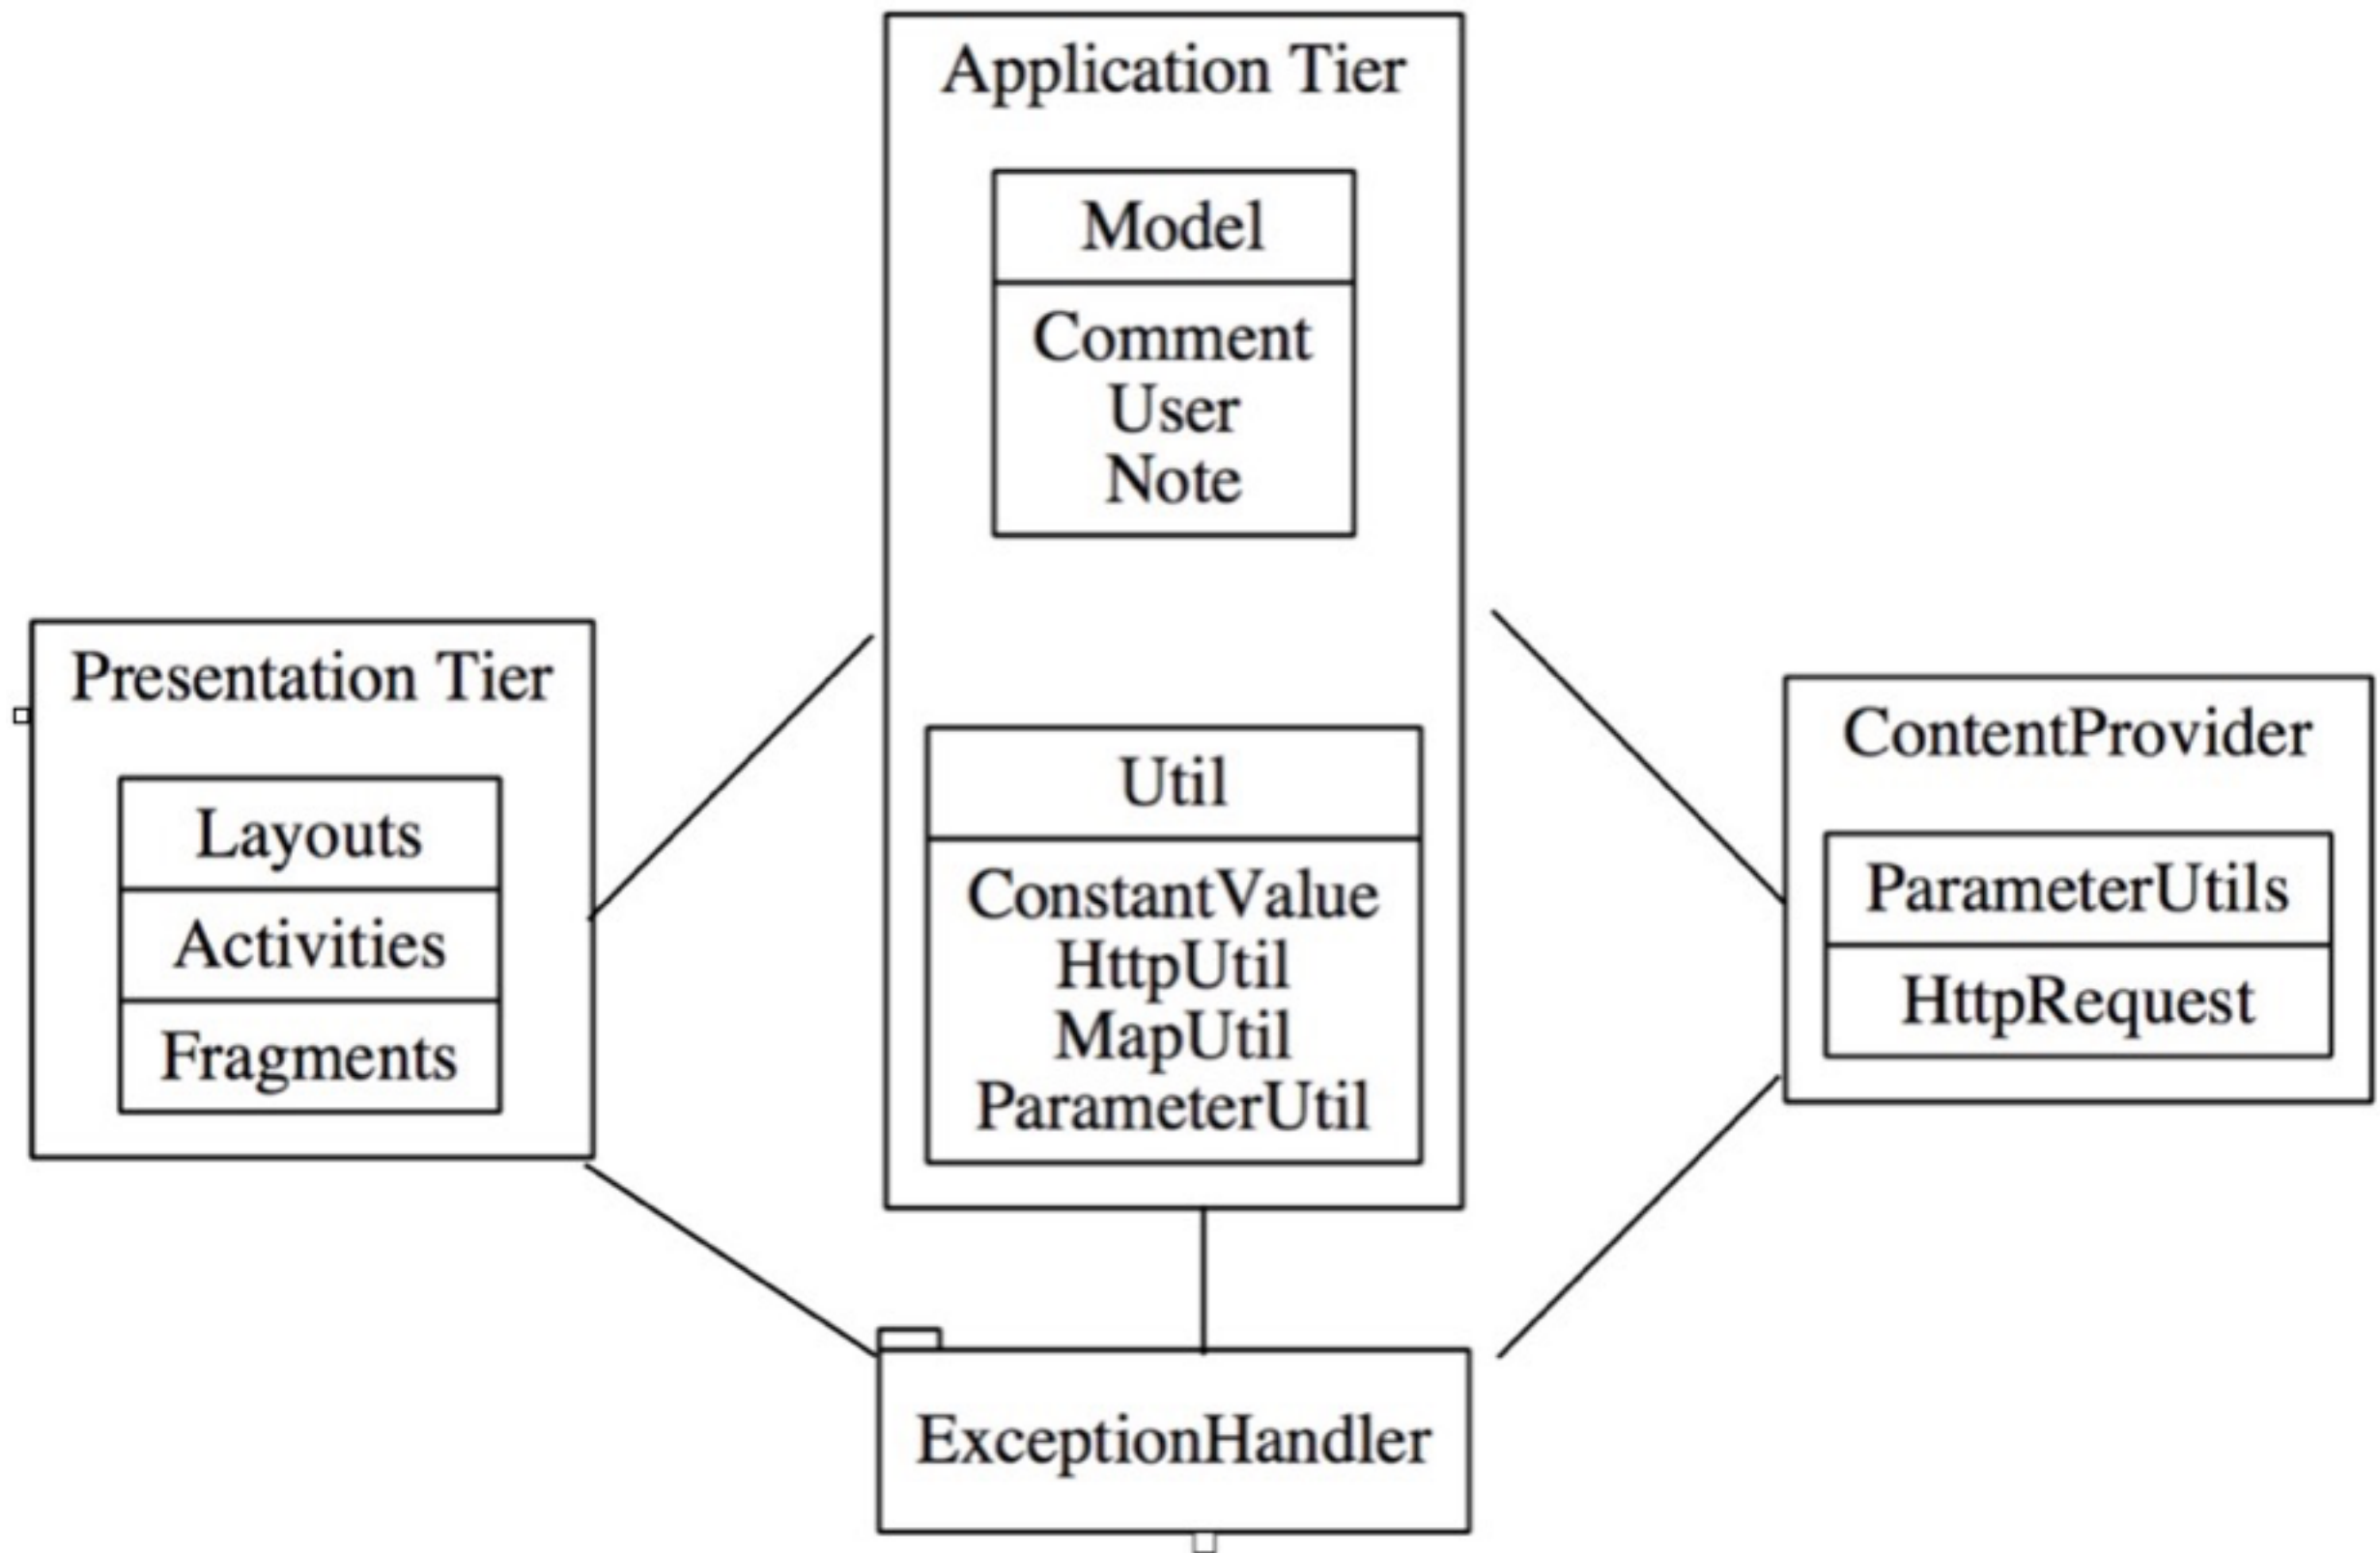 Application Tier
Model
Comment
User
Note
Util
ConstantValue
HttpUtil
MapUtil
ParameterUtil
Presentation Tier
Layouts
Activities
Fragments
ContentProvider
ParameterUtils
HttpRequest
ExceptionHandler